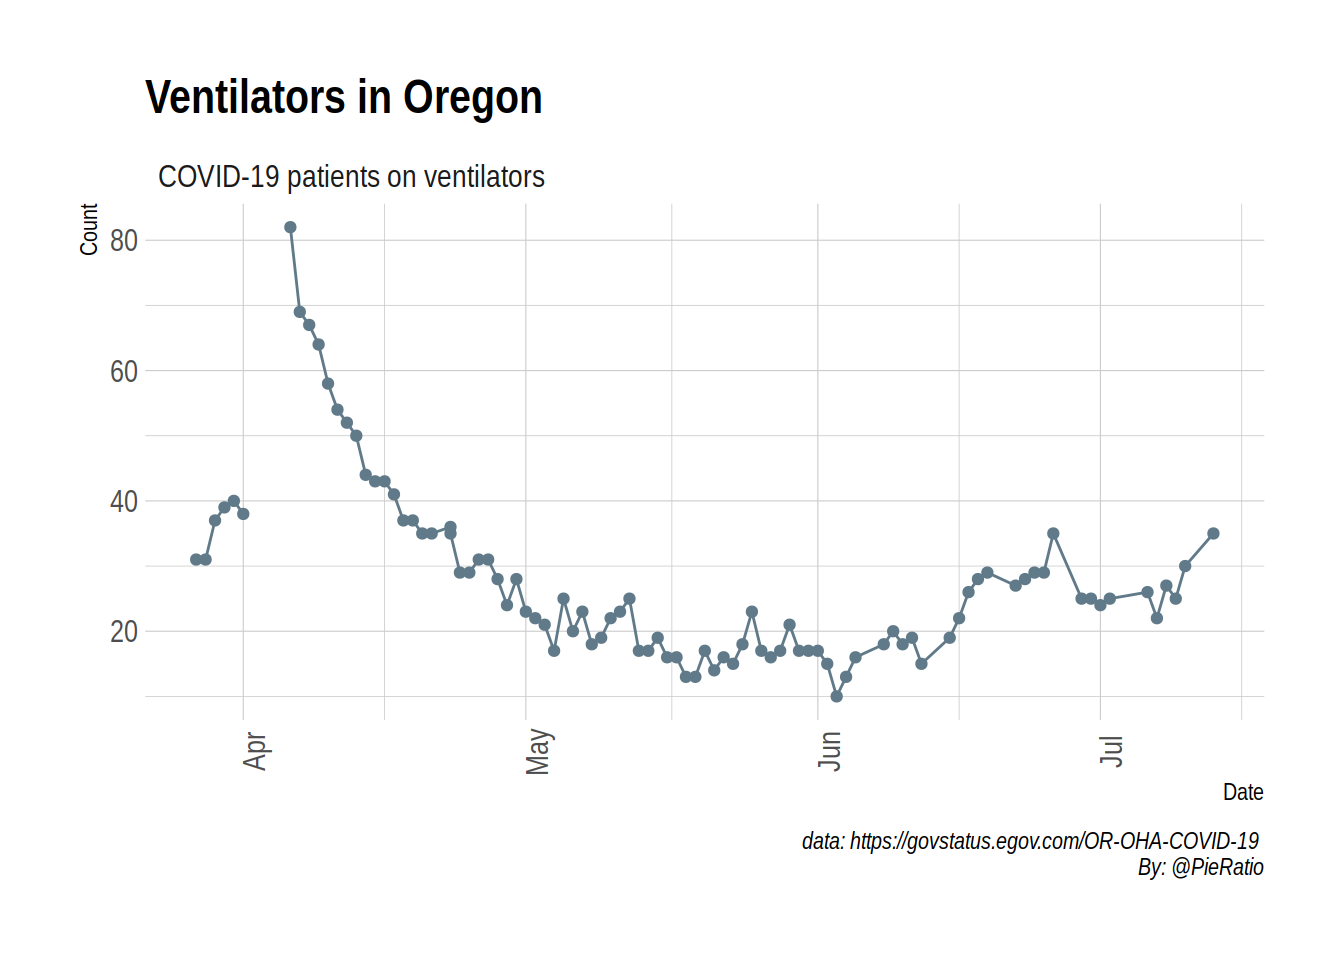 Ventilators in Oregon
COVID-19 patients on ventilators
Count
80
60
40
20
Apr
May
Jun
Jul
Date
data: https://govstatus.egov.com/OR-OHA-COVID-19
By: @PieRatio